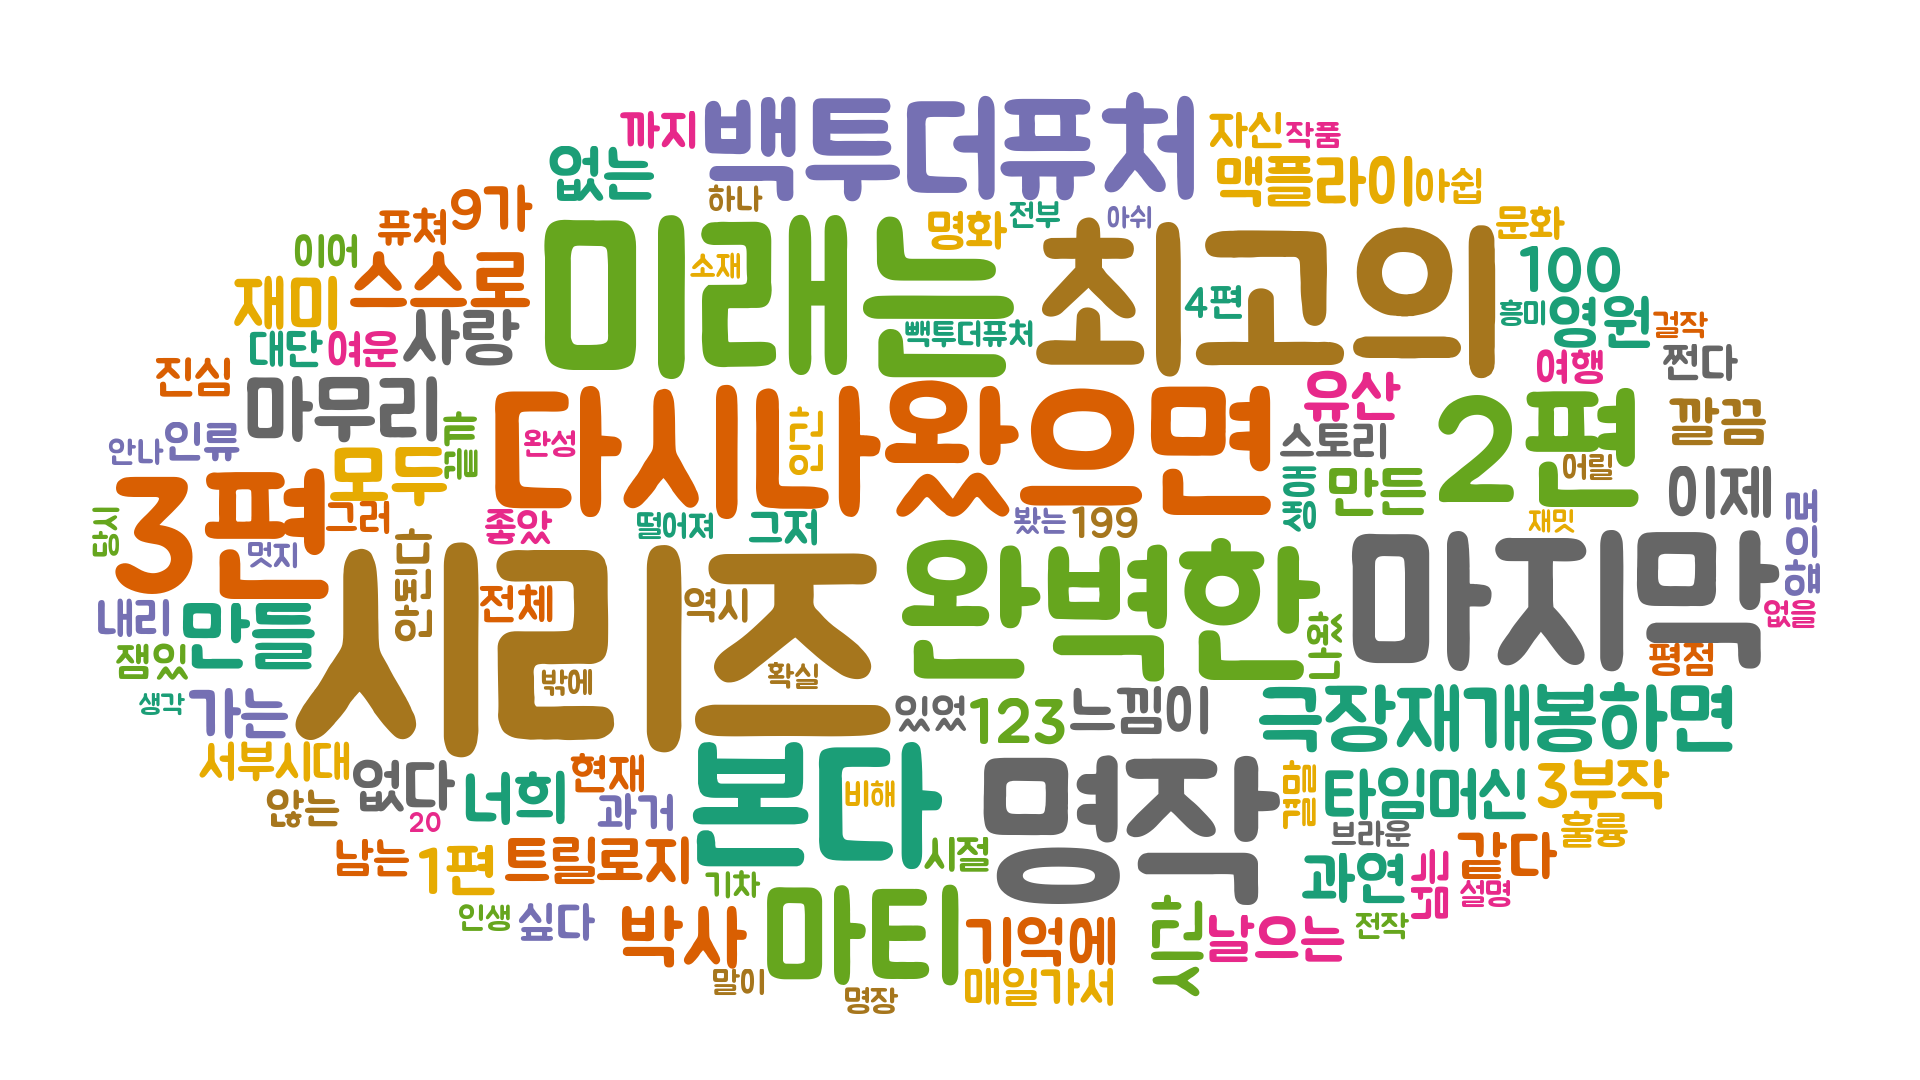 까지
백투더퓨처
자신
작품
없는
맥플라이
아쉽
하나
퓨쳐
9가
명화
전부
아쉬
문화
이어
스스로
미래는
소재
최고의
100
재미
사랑
4편
흥미
영원
걸작
대단
여운
빽투더퓨처
여행
쩐다
진심
마무리
다시나왔으면
유산
2편
깔끔
안나
인류
완성
스토리
모두
어릴
만든
이제
3편
그러
좋았
떨어져
그저
봤는
199
재밋
당시
멋지
시리즈
완벽한
마지막
한된다
전체
역시
내리
만들
없을
잼있
밖에
확실
평점
생각
가는
있었
123
느낌이
극장재개봉하면
서부시대
없다
너희
현재
본다
비해
명작
타임머신
3부작
않는
20
과거
브라운
훌륭
남는
1편
트릴로지
시절
과연
같다
기차
설명
인생
싶다
박사
마티
기억에
날으는
전작
말이
명장
매일가서